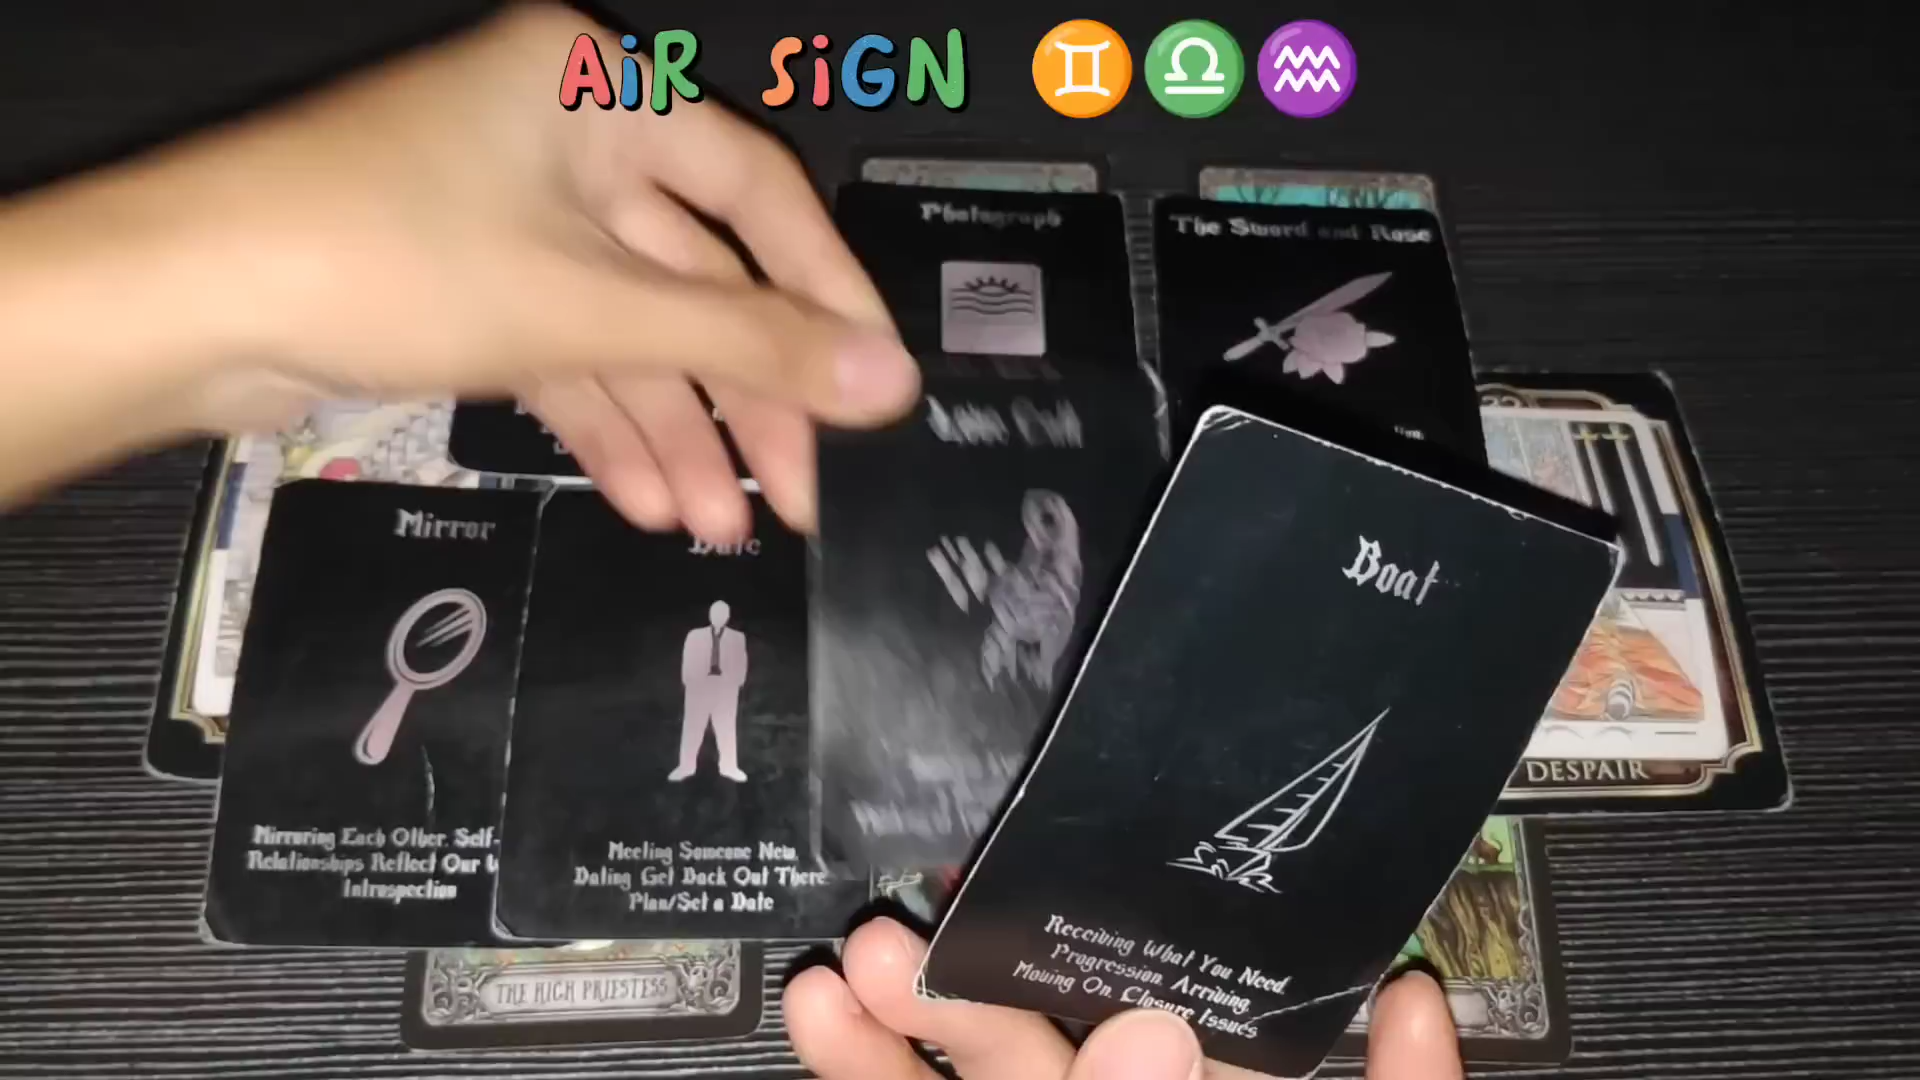 AiR SiGN
Photograph
The Sword and Rose
Mirror
Date
Boat
DESPAIR
Mirroring Each Other. Self-
Relationships Reflect Our
Introspection
Meeting Someone New.
Dating Get Back Out There
Plan/Set a Date
Receiving What You Need.
Progression. Arriving.
Moving On. Closure Issues
THE HIGH PRIESTESS